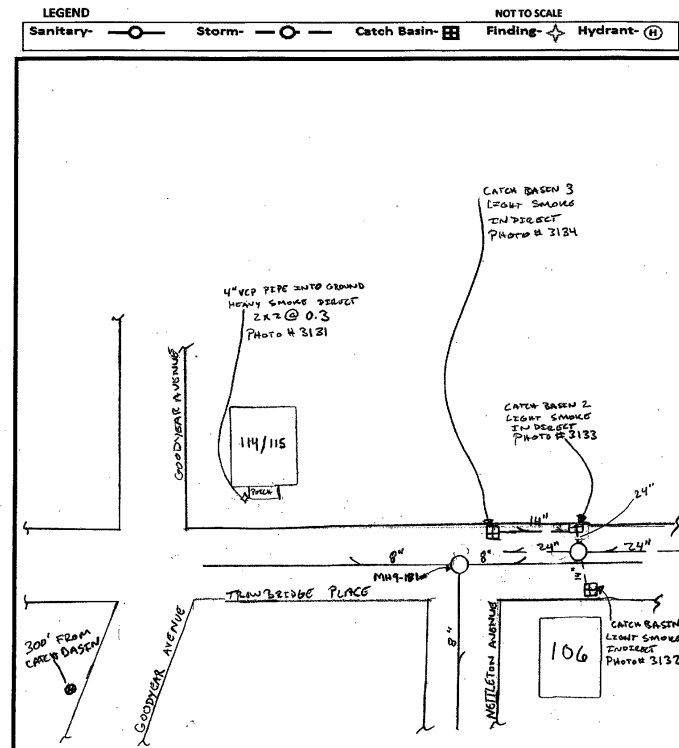 LEGEND
NOT TO SCALE
Sanitary- Storm- Catch Basin- Finding- Hydrant- H
CATCH BASIN 3
LIGHT SMOKE
INDIRECT
PHOTO # 3134
4" VCP PIPE INTO GROUND
HEAVY SMOKE DIRECT
2x2 @ 0.3
PHOTO # 3131
GOODYEAR AVENUE
114/115
PORCH
CATCH BASIN 2
LIGHT SMOKE
INDIRECT
PHOTO # 3133
24"
14"
8"
8"
24"
24"
MH9-181
TROWBRIDGE PLACE
300' FROM
CATCH BASIN
H
GOODYEAR AVENUE
8"
NETTLETON AVENUE
106
CATCH BASIN
LIGHT SMOKE
INDIRECT
PHOTO # 3132